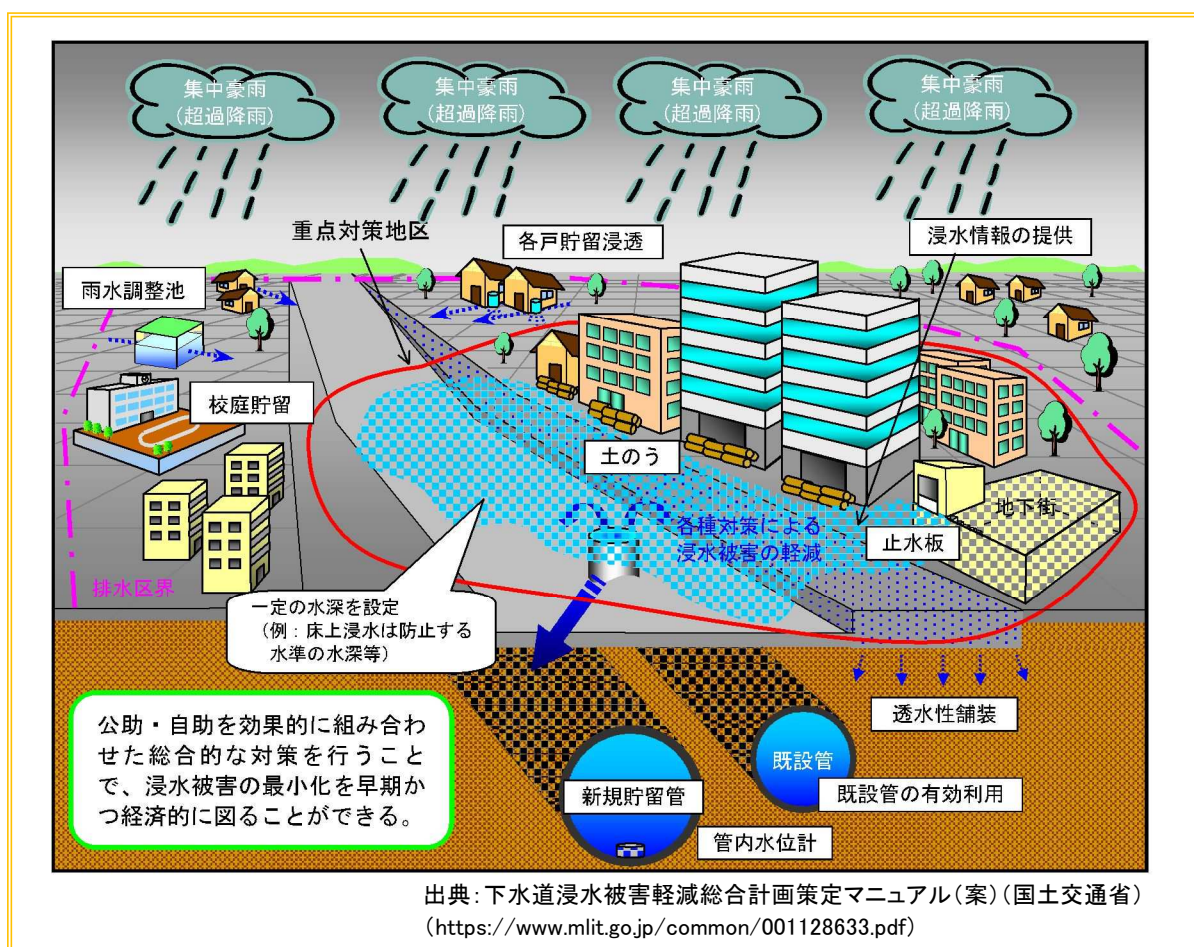 集中豪雨
(超過降雨)
集中豪雨
(超過降雨)
集中豪雨
(超過降雨)
集中豪雨
(超過降雨)
重点対策地区
各戸貯留浸透
浸水情報の提供
雨水調整池
校庭貯留
土のう
地下街
各種対策による
浸水被害の軽減
止水板
排水区界
一定の水深を設定
(例：床上浸水は防止する
水準の水深等)
透水性舗装
公助・自助を効果的に組み合わ
せた総合的な対策を行うこと
で、浸水被害の最小化を早期か
つ経済的に図ることができる。
既設管
新規貯留管
既設管の有効利用
管内水位計
出典：下水道浸水被害軽減総合計画策定マニュアル(案)(国土交通省)
(https://www.mlit.go.jp/common/001128633.pdf)